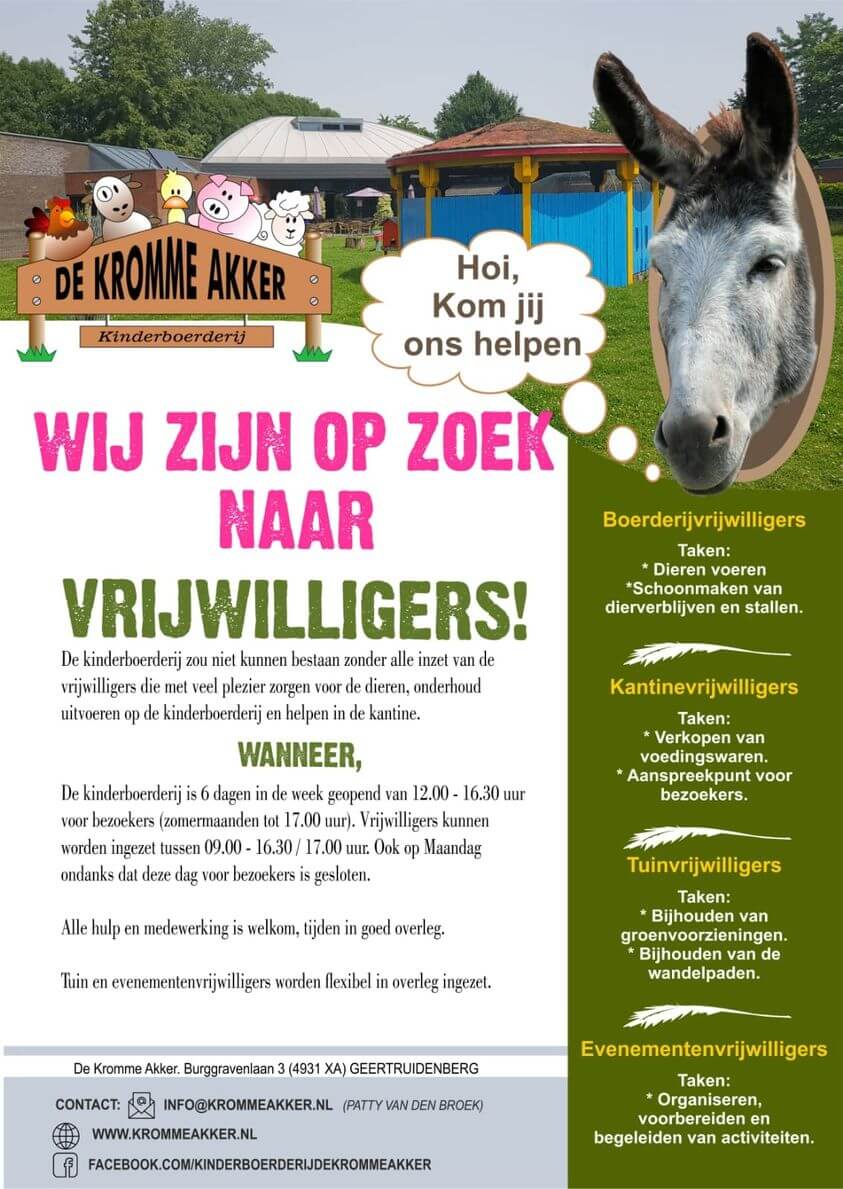 DE KROMME AKKER
Kinderboerderij
Hoi,
Kom jij
ons helpen
WIJ ZIJN OP ZOEK
NAAR
VRIJWILLIGERS!
De kinderboerderij zou niet kunnen bestaan zonder alle inzet van de
vrijwilligers die met veel plezier zorgen voor de dieren, onderhoud
uitvoeren op de kinderboerderij en helpen in de kantine.
WANNEER,
De kinderboerderij is 6 dagen in de week geopend van 12.00 - 16.30 uur
voor bezoekers (zomermaanden tot 17.00 uur). Vrijwilligers kunnen
worden ingezet tussen 09.00 - 16.30 / 17.00 uur. Ook op Maandag
ondanks dat deze dag voor bezoekers is gesloten.
Alle hulp en medewerking is welkom, tijden in goed overleg.
Tuin en evenementenvrijwilligers worden flexibel in overleg ingezet.
Boerderijvrijwilligers
Taken:
* Dieren voeren
*Schoonmaken van
dierverblijven en stallen.
Kantinevrijwilligers
Taken:
* Verkopen van
voedingswaren.
* Aanspreekpunt voor
bezoekers.
Tuinvrijwilligers
Taken:
* Bijhouden van
groenvoorzieningen.
* Bijhouden van de
wandelpaden.
Evenementenvrijwilligers
Taken:
* Organiseren,
voorbereiden en
begeleiden van activiteiten.
De Kromme Akker. Burggravenlaan 3 (4931 XA) GEERTRUIDENBERG
CONTACT: INFO@KROMMEAKKER.NL (PATTY VAN DEN BROEK)
WWW.KROMMEAKKER.NL
FACEBOOK.COM/KINDERBOERDERIJDEKROMMEAKKER